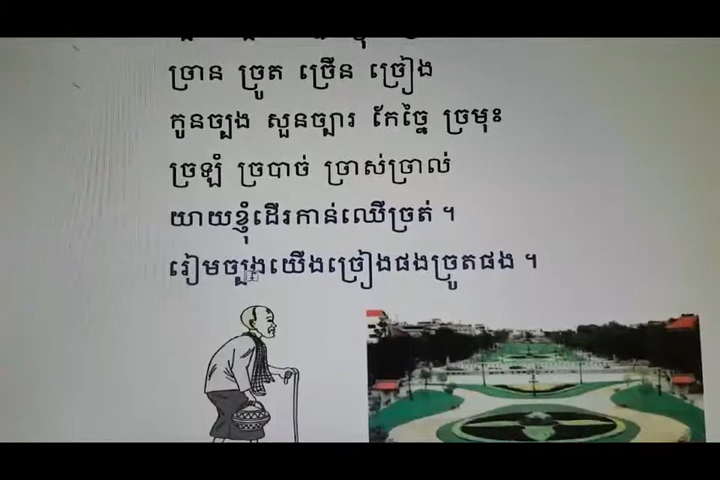 ច្រាន ច្រូត ច្រើន ច្រៀង
កូនច្បង សួនច្បារ កែច្នៃ ច្រមុះ
ច្រឡំ ច្របាច់ ច្រាស់ច្រាល់
យាយខ្ញុំដើរកាន់ឈើច្រត់ ។
រៀមច្បងយើងច្រៀងផងច្រូតផង ។